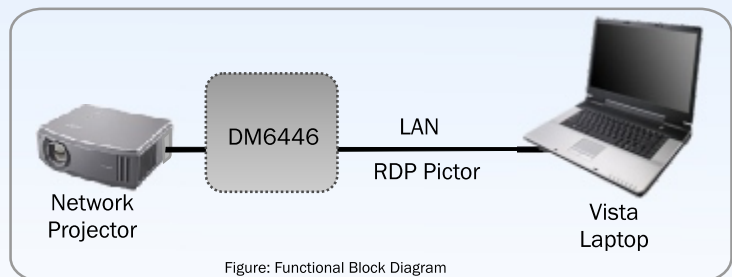 DM6446
LAN
RDP Pictor
Network
Projector
Vista
Laptop
Figure: Functional Block Diagram